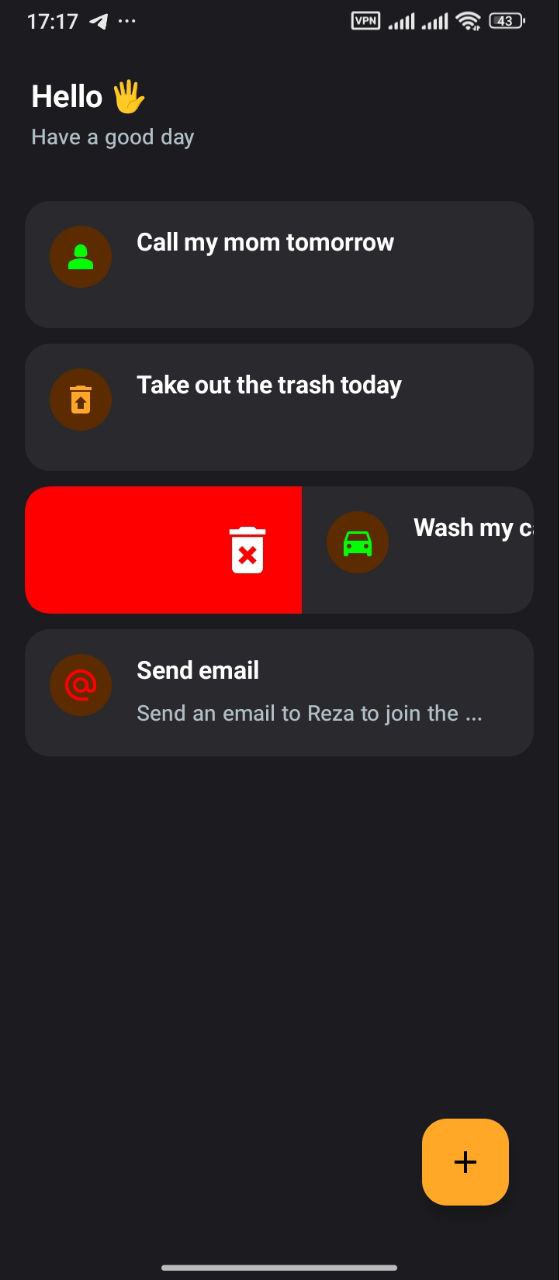 17:17 ... VPN 43
Hello 🖐
Have a good day
Call my mom tomorrow
Take out the trash today
Wash my c
Send email
Send an email to Reza to join the ...